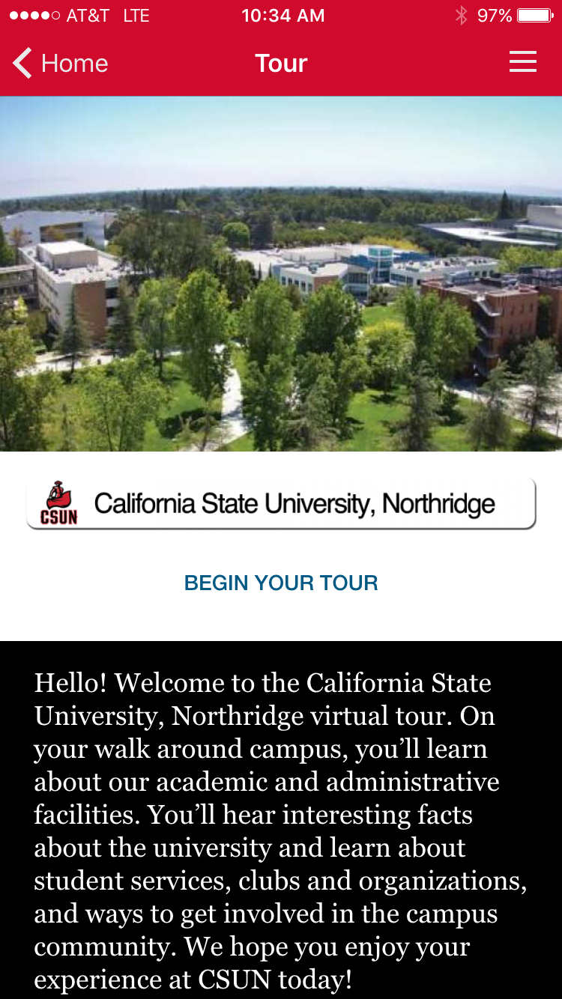 AT&T LTE 10:34 AM 97%
Home Tour
CSUN California State University, Northridge
BEGIN YOUR TOUR
Hello! Welcome to the California State
University, Northridge virtual tour. On
your walk around campus, you’ll learn
about our academic and administrative
facilities. You’ll hear interesting facts
about the university and learn about
student services, clubs and organizations,
and ways to get involved in the campus
community. We hope you enjoy your
experience at CSUN today!